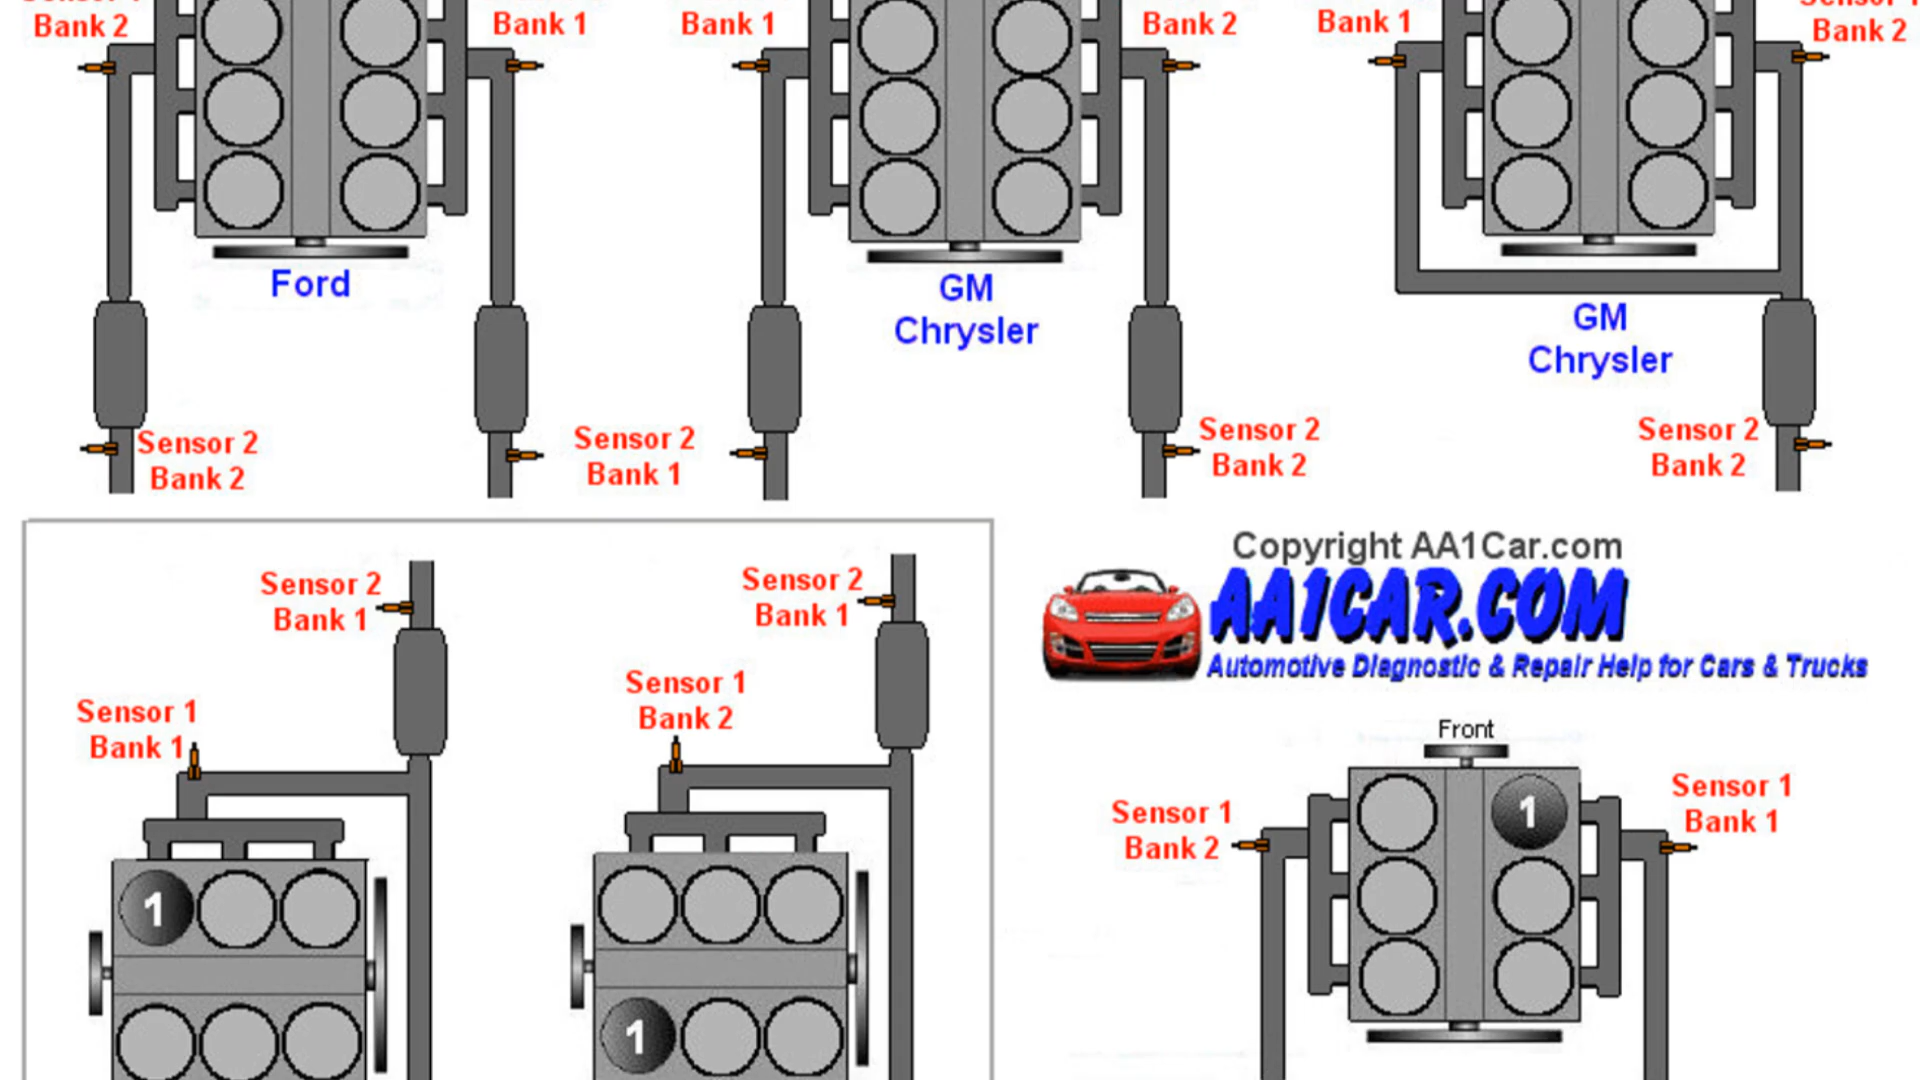 Bank 2
Bank 1
Bank 1
Bank 2
Bank 1
Sensor 1
Bank 2
Ford
GM
Chrysler
GM
Chrysler
Sensor 2
Bank 2
Sensor 2
Bank 1
Sensor 2
Bank 2
Sensor 2
Bank 2
Copyright AA1Car.com
AA1CAR.COM
Automotive Diagnostic & Repair Help for Cars & Trucks
Sensor 2
Bank 1
Sensor 1
Bank 1
1
Sensor 2
Bank 1
Sensor 1
Bank 2
1
Front
Sensor 1
Bank 2
1
Sensor 1
Bank 1